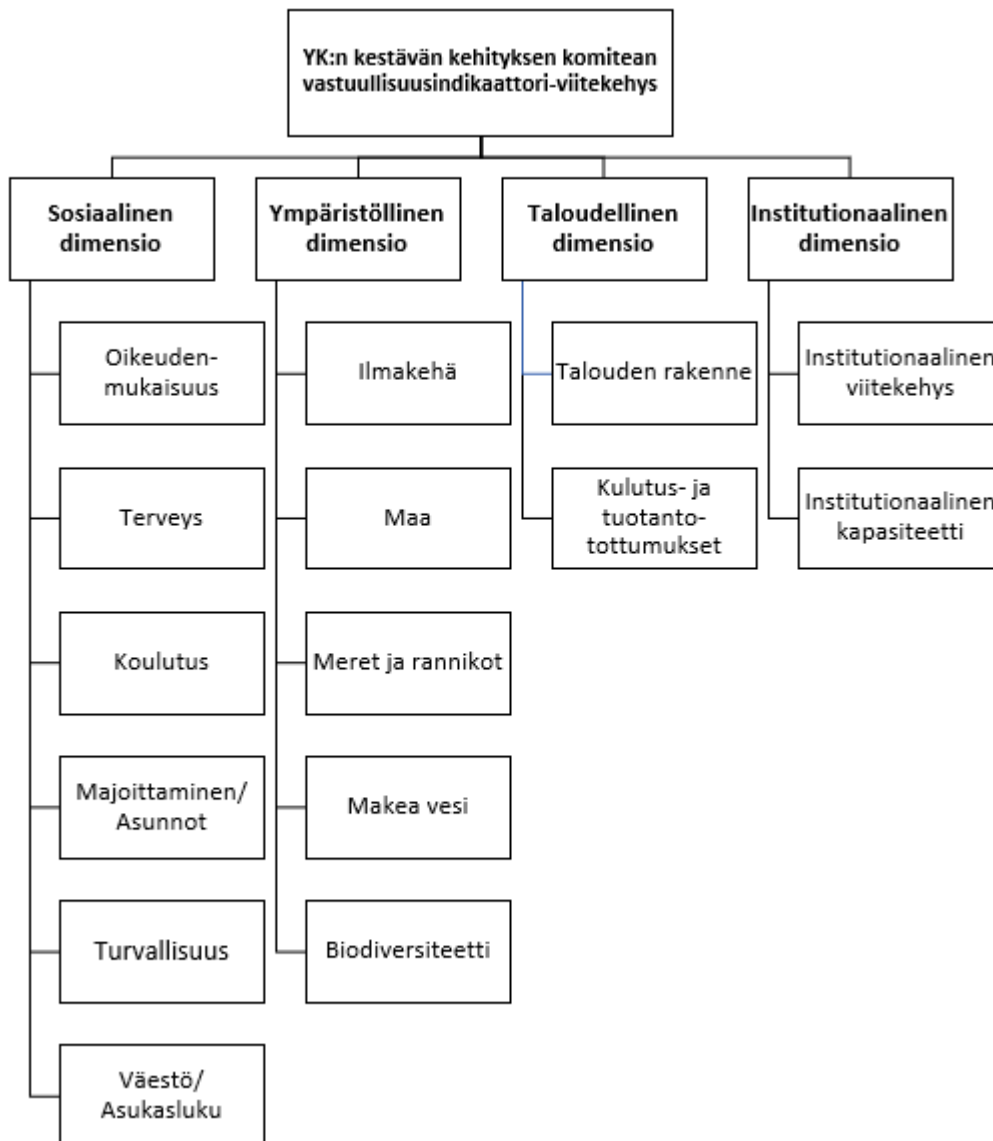 YK:n kestävän kehityksen komitean
vastuullisuusindikaattori-viitekehys
Sosiaalinen
dimensio
Ympäristöllinen
dimensio
Taloudellinen
dimensio
Institutionaalinen
dimensio
Oikeuden-
mukaisuus
Ilmakehä
Talouden rakenne
Institutionaalinen
viitekehys
Terveys
Maa
Kulutus- ja
tuotanto-
tottumukset
Institutionaalinen
kapasiteetti
Koulutus
Meret ja rannikot
Majoittaminen/
Asunnot
Makea vesi
Turvallisuus
Biodiversiteetti
Väestö/
Asukasluku